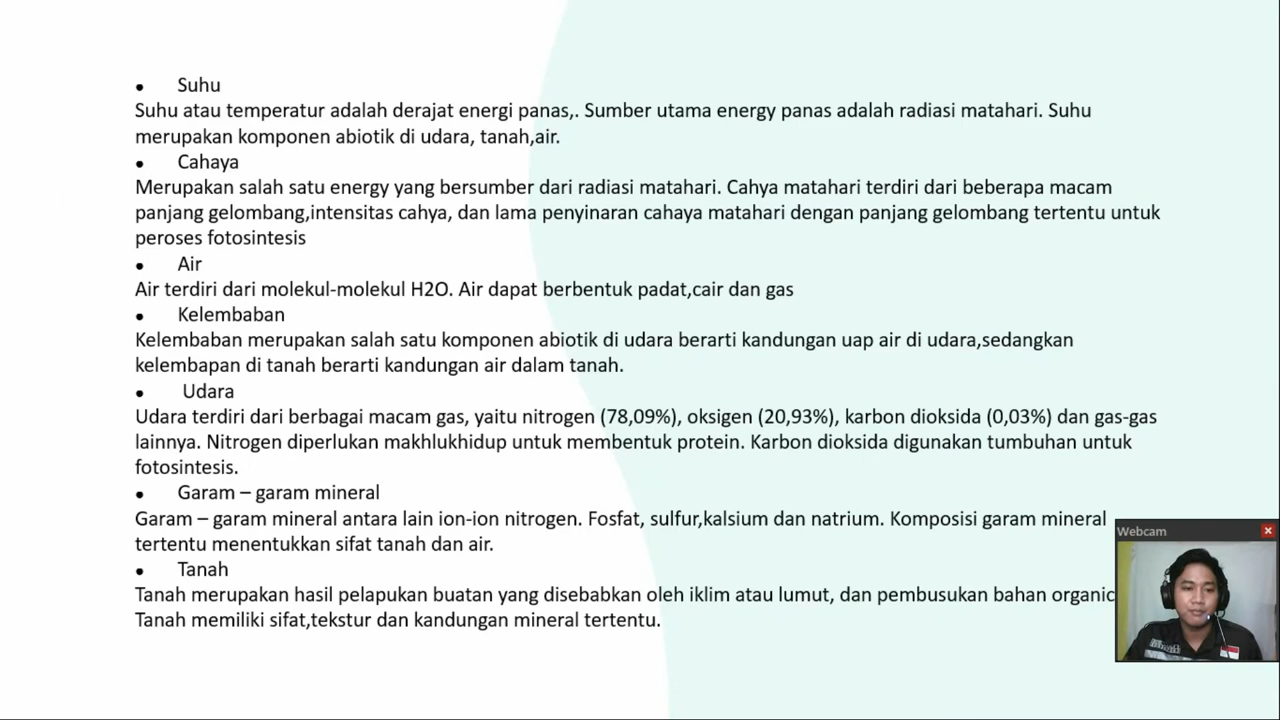 • Suhu
Suhu atau temperatur adalah derajat energi panas,. Sumber utama energy panas adalah radiasi matahari. Suhu
merupakan komponen abiotik di udara, tanah,air.
• Cahaya
Merupakan salah satu energy yang bersumber dari radiasi matahari. Cahya matahari terdiri dari beberapa macam
panjang gelombang,intensitas cahya, dan lama penyinaran cahaya matahari dengan panjang gelombang tertentu untuk
peroses fotosintesis
• Air
Air terdiri dari molekul-molekul H2O. Air dapat berbentuk padat,cair dan gas
• Kelembaban
Kelembaban merupakan salah satu komponen abiotik di udara berarti kandungan uap air di udara,sedangkan
kelembapan di tanah berarti kandungan air dalam tanah.
• Udara
Udara terdiri dari berbagai macam gas, yaitu nitrogen (78,09%), oksigen (20,93%), karbon dioksida (0,03%) dan gas-gas
lainnya. Nitrogen diperlukan makhlukhidup untuk membentuk protein. Karbon dioksida digunakan tumbuhan untuk
fotosintesis.
• Garam – garam mineral
Garam – garam mineral antara lain ion-ion nitrogen. Fosfat, sulfur,kalsium dan natrium. Komposisi garam mineral
tertentu menentukkan sifat tanah dan air.
• Tanah
Tanah merupakan hasil pelapukan buatan yang disebabkan oleh iklim atau lumut, dan pembusukan bahan organic
Tanah memiliki sifat,tekstur dan kandungan mineral tertentu.
Webcam